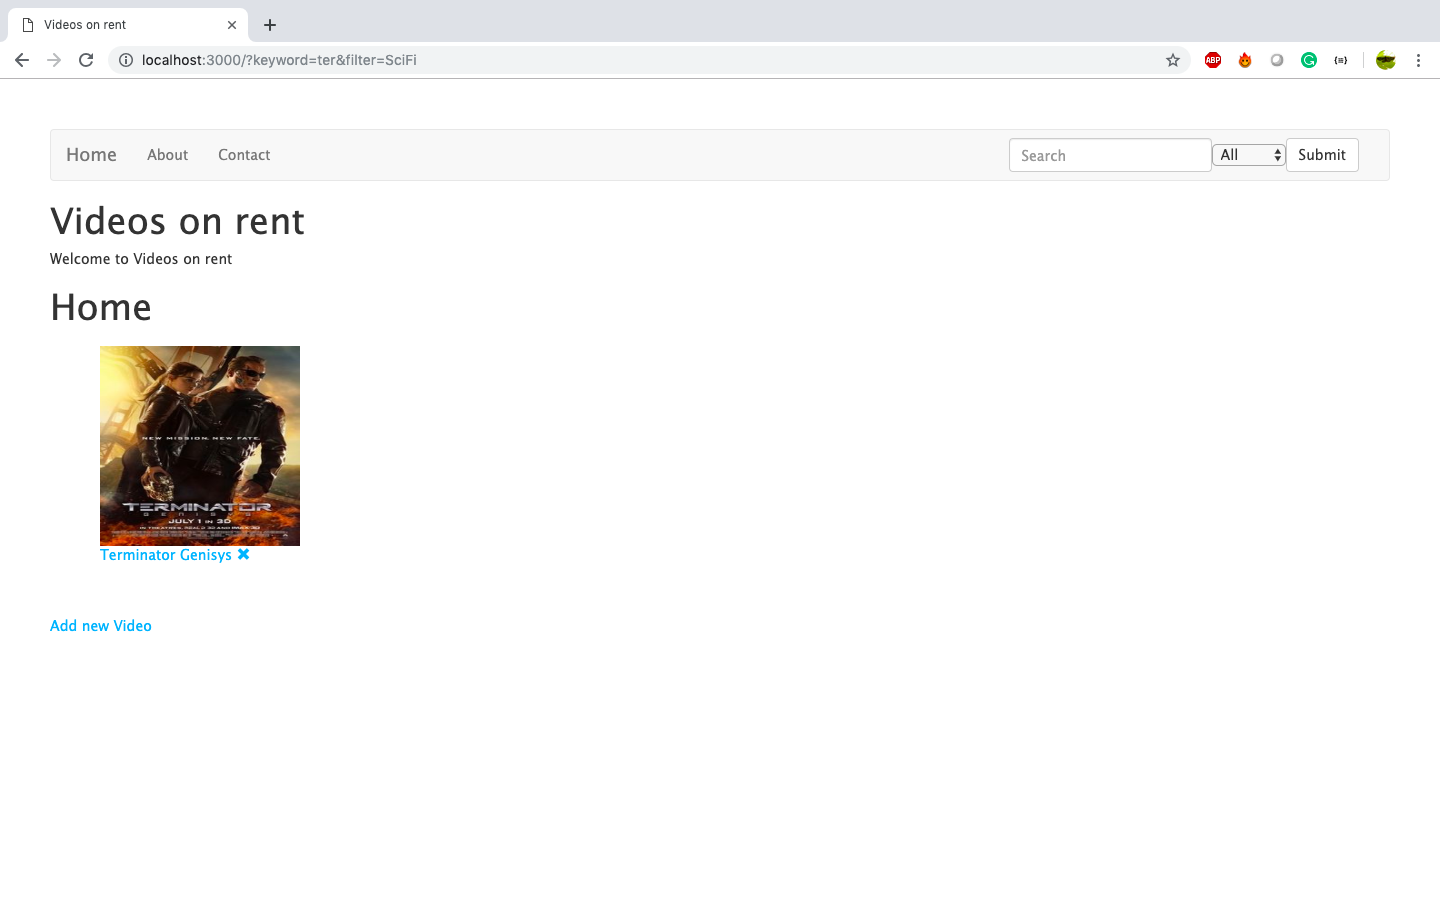 Videos on rent
localhost:3000/?keyword=ter&filter=SciFi
ABP
Home About Contact Search All Submit
Videos on rent
Welcome to Videos on rent
Home
NEW MISSION. NEW FATE.
TERMINATOR
GENISYS
JULY 1 IN 3D
IN THEATRES, REAL D 3D AND IMAX 3D
Terminator Genisys ✖
Add new Video